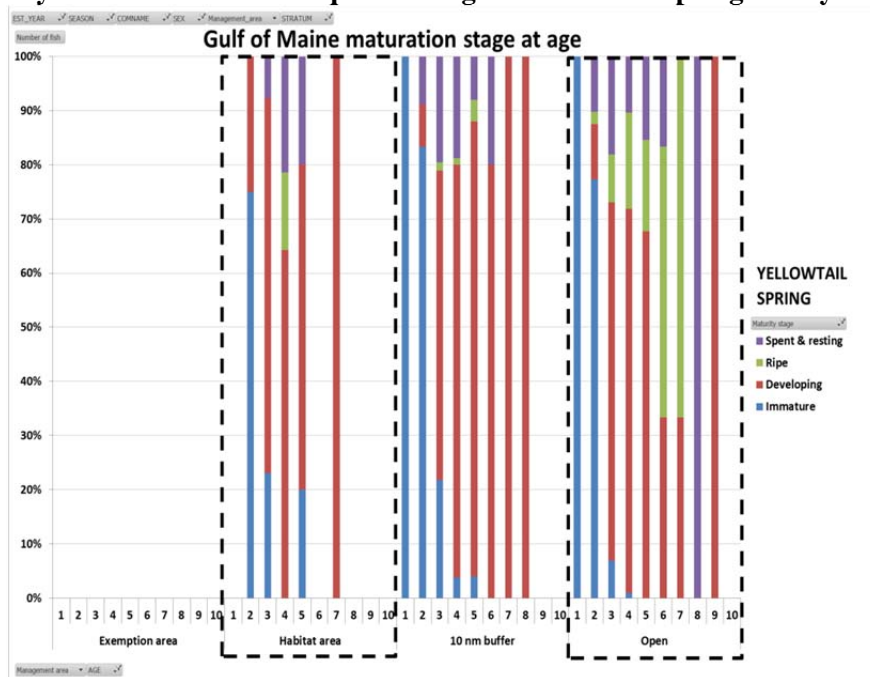 EST_YEAR SEASON COMNAME SEX Management_area STRATUM
Number of fish
Gulf of Maine maturation stage at age
100%
90%
80%
70%
60%
50%
40%
30%
20%
10%
0%
YELLOWTAIL
SPRING
Maturity stage
Spent & resting
Ripe
Developing
Immature
1 2 3 4 5 6 7 8 9 10 1 2 3 4 5 6 7 8 9 10 1 2 3 4 5 6 7 8 9 10 1 2 3 4 5 6 7 8 9 10
Exemption area Habitat area 10 nm buffer Open
Management area AGE